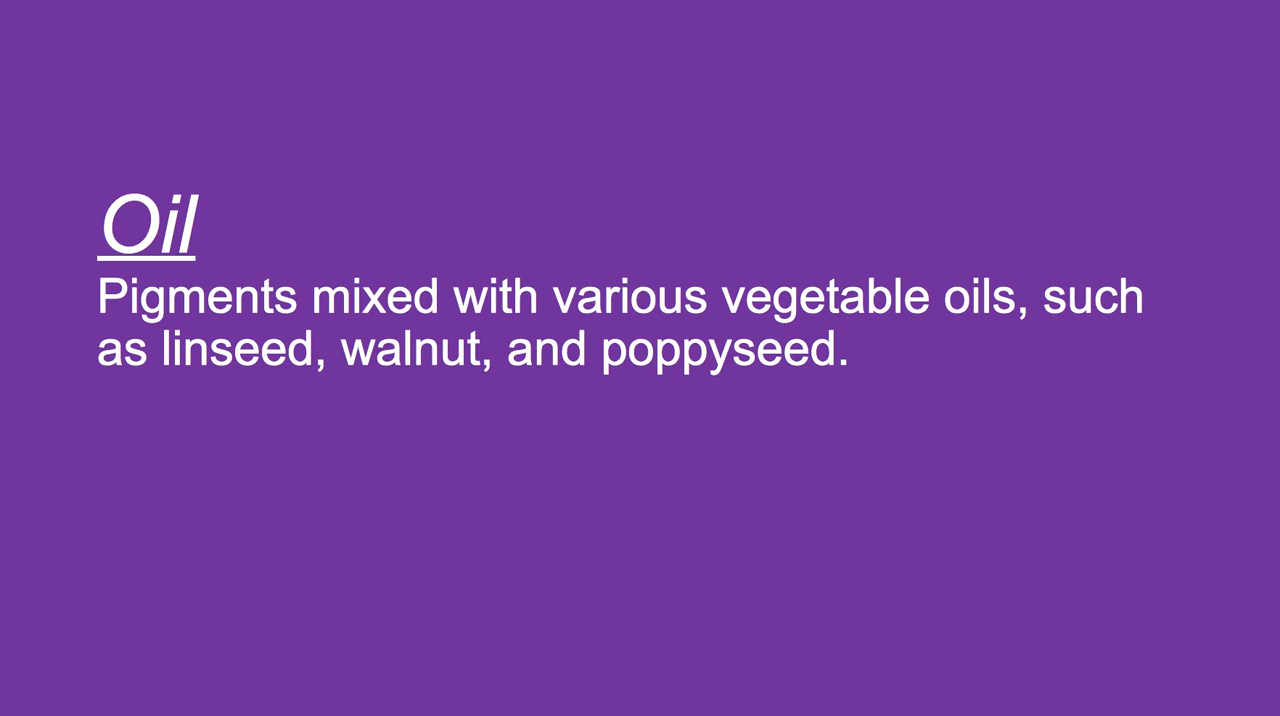 Oil
Pigments mixed with various vegetable oils, such
as linseed, walnut, and poppyseed.